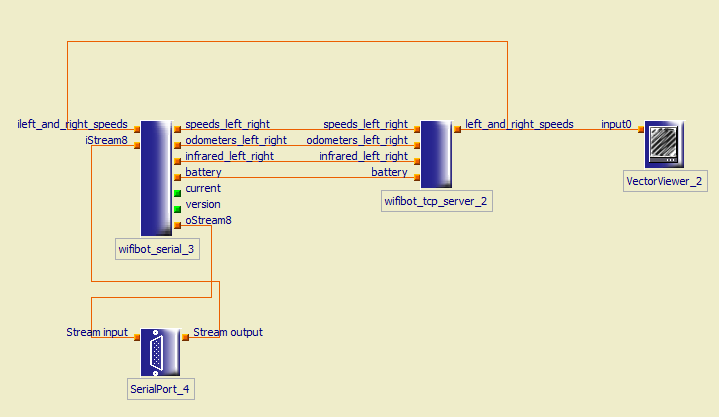 ileft_and_right_speeds
speeds_left_right
speeds_left_right
left_and_right_speeds
input0
iStream8
odometers_left_right
odometers_left_right
infrared_left_right
infrared_left_right
battery
battery
current
version
oStream8
VectorViewer_2
wifibot_tcp_server_2
wifibot_serial_3
Stream input
Stream output
SerialPort_4